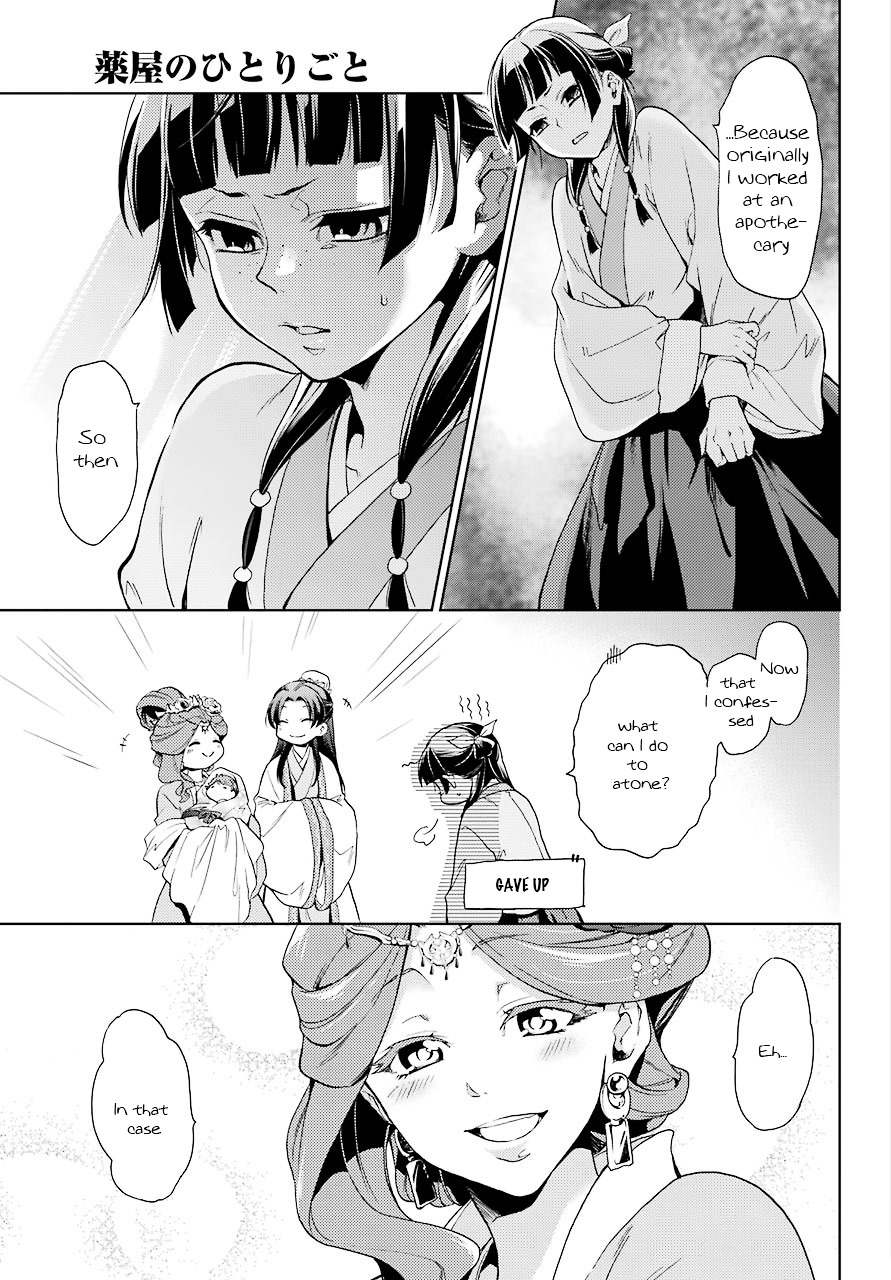 薬屋のひとりごと
...Because
originally
I worked
at an
apothe-
cary
So
then
Now
that
I confes-
sed
what
can I do
to
atone?
GAVE UP
Eh...
In that
case